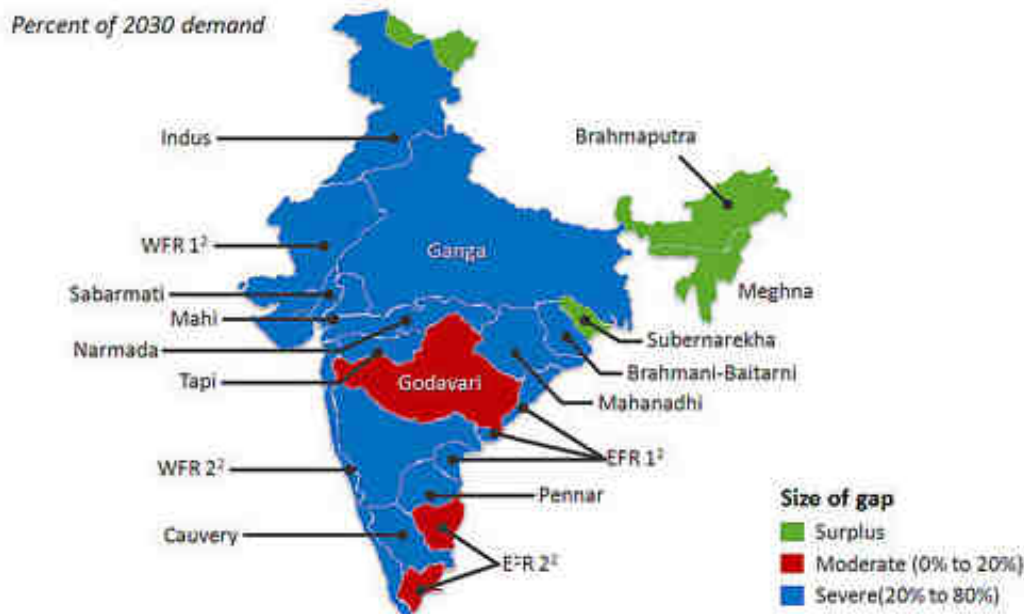 Percent of 2030 demand
Indus
Brahmaputra
WFR 1²
Ganga
Sabarmati
Meghna
Mahi
Subernarekha
Narmada
Brahmani-Baitarni
Tapi
Godavari
Mahanadhi
WFR 2²
EFR 1²
Pennar
Cauvery
EFR 2²
Size of gap
Surplus
Moderate (0% to 20%)
Severe(20% to 80%)